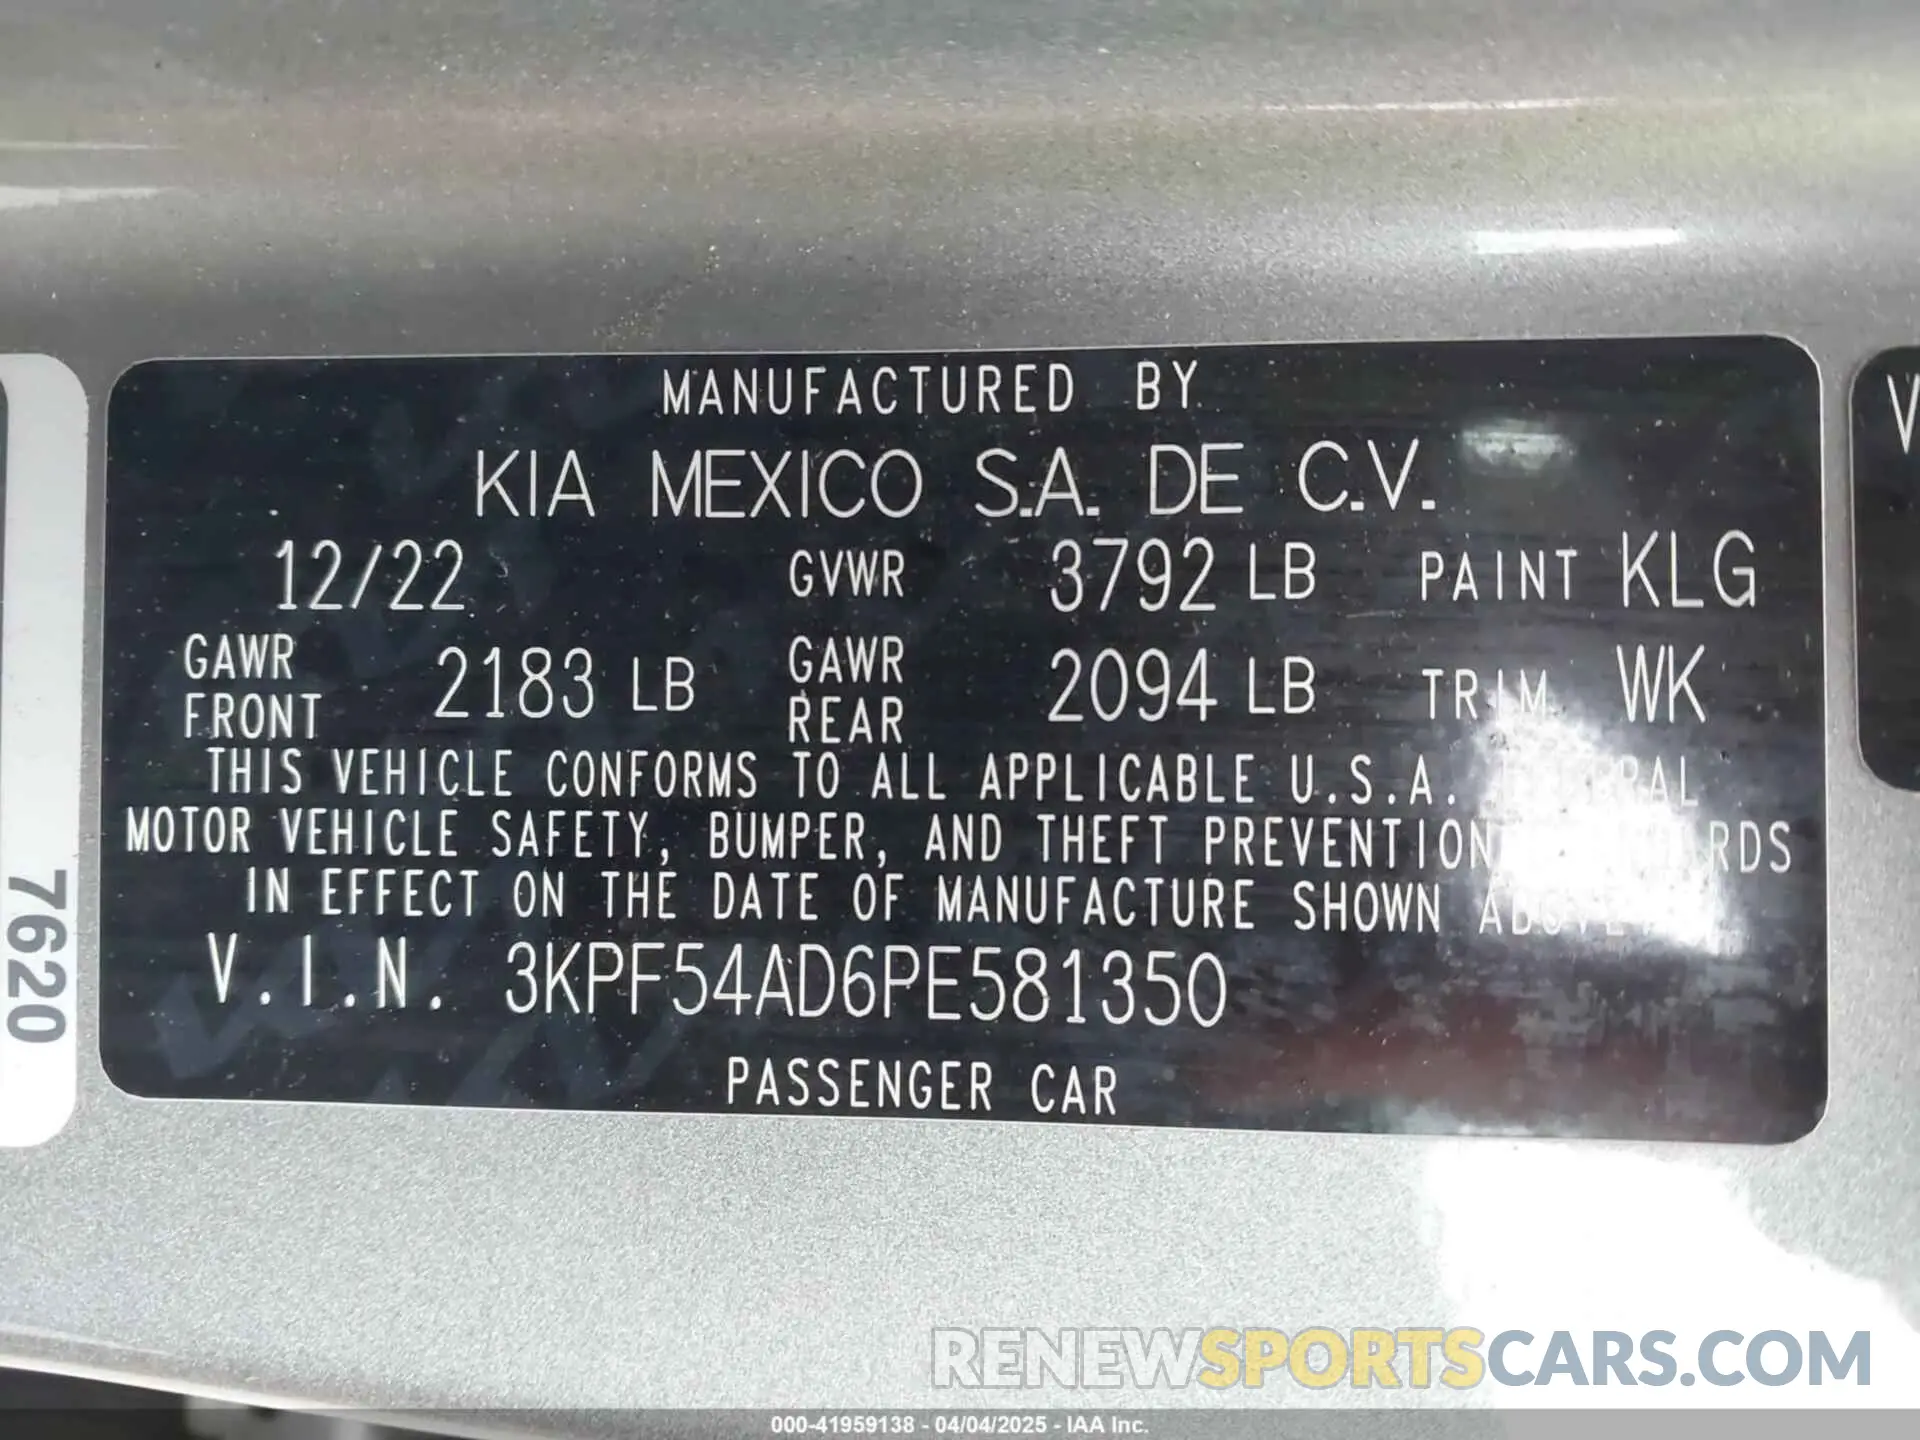 MANUFACTURED BY
KIA MEXICO S.A. DE C.V.
12/22 GVWR 3792 LB PAINT KLG
GAWR FRONT 2183 LB GAWR REAR 2094 LB TRIM WK
THIS VEHICLE CONFORMS TO ALL APPLICABLE U.S.A.
MOTOR VEHICLE SAFETY, BUMPER, AND THEFT PREVENTION
IN EFFECT ON THE DATE OF MANUFACTURE SHOWN ABOVE.
V.I.N. 3KPF54AD6PE581350
PASSENGER CAR
7620
V
RENEWSPORTSCARS.COM
000-41959138 - 04/04/2025 - IAA Inc.